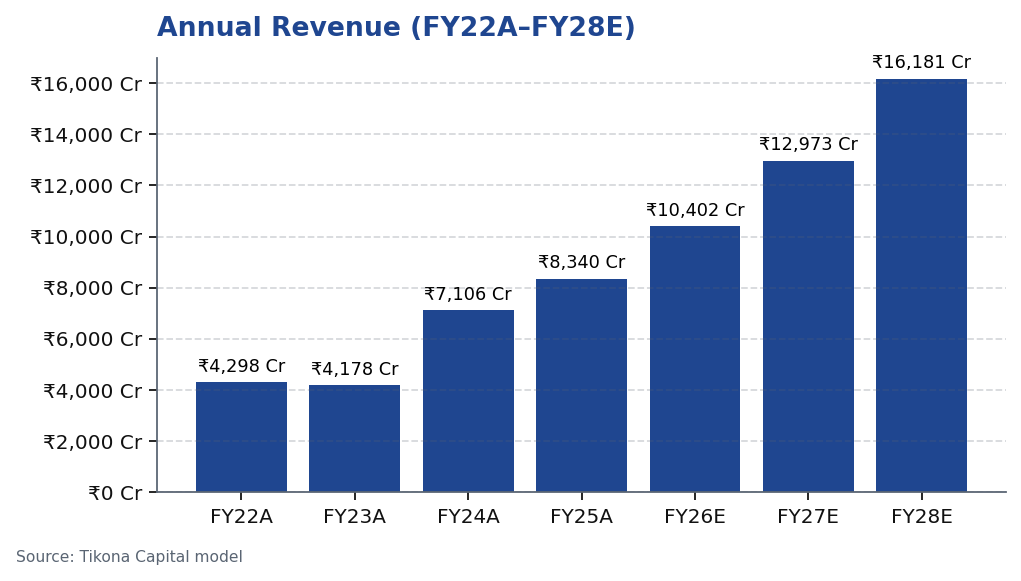 Annual Revenue (FY22A–FY28E)
₹16,000 Cr
₹14,000 Cr
₹12,000 Cr
₹10,000 Cr
₹8,000 Cr
₹6,000 Cr
₹4,000 Cr
₹2,000 Cr
₹0 Cr
₹4,298 Cr
₹4,178 Cr
₹7,106 Cr
₹8,340 Cr
₹10,402 Cr
₹12,973 Cr
₹16,181 Cr
FY22A FY23A FY24A FY25A FY26E FY27E FY28E
Source: Tikona Capital model